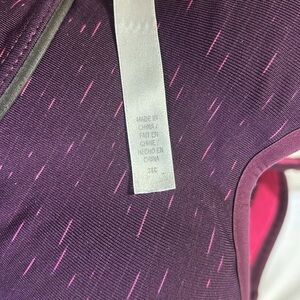 MADE IN
CHINA /
FAIT EN
CHINE /
HECHO EN
CHINA